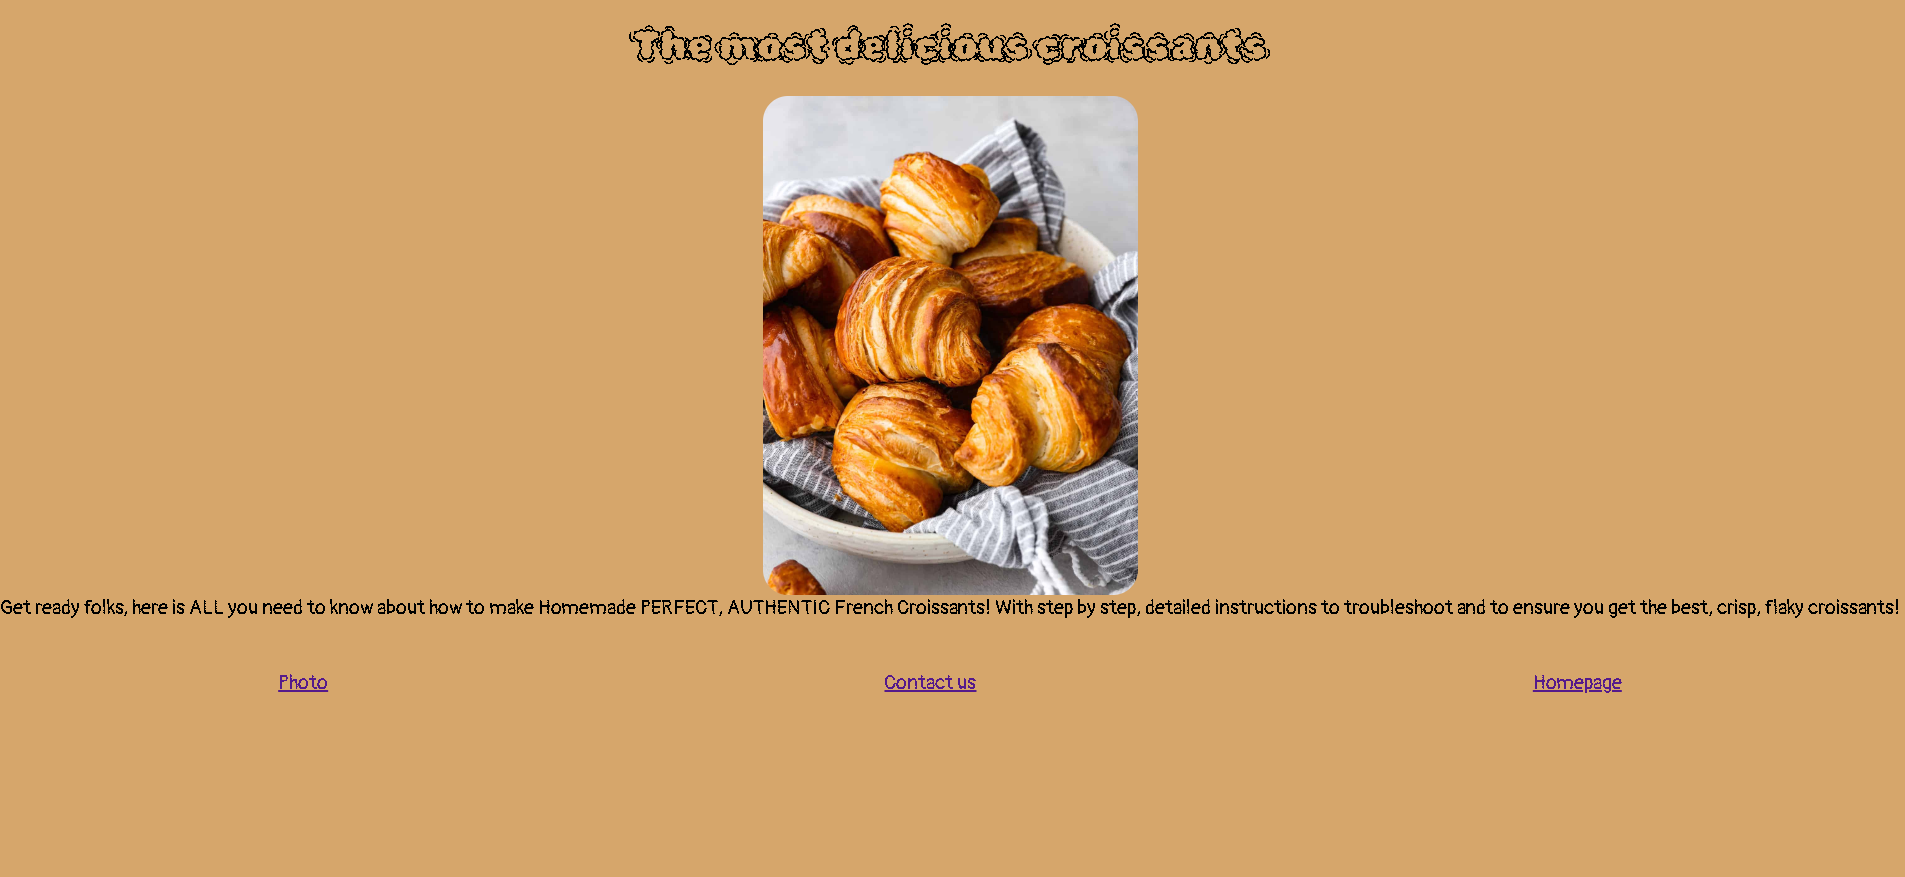 The most delicious croissants
Get ready folks, here is ALL you need to know about how to make Homemade PERFECT, AUTHENTIC French Croissants! With step by step, detailed instructions to troubleshoot and to ensure you get the best, crisp, flaky croissants!
Photo Contact us Homepage